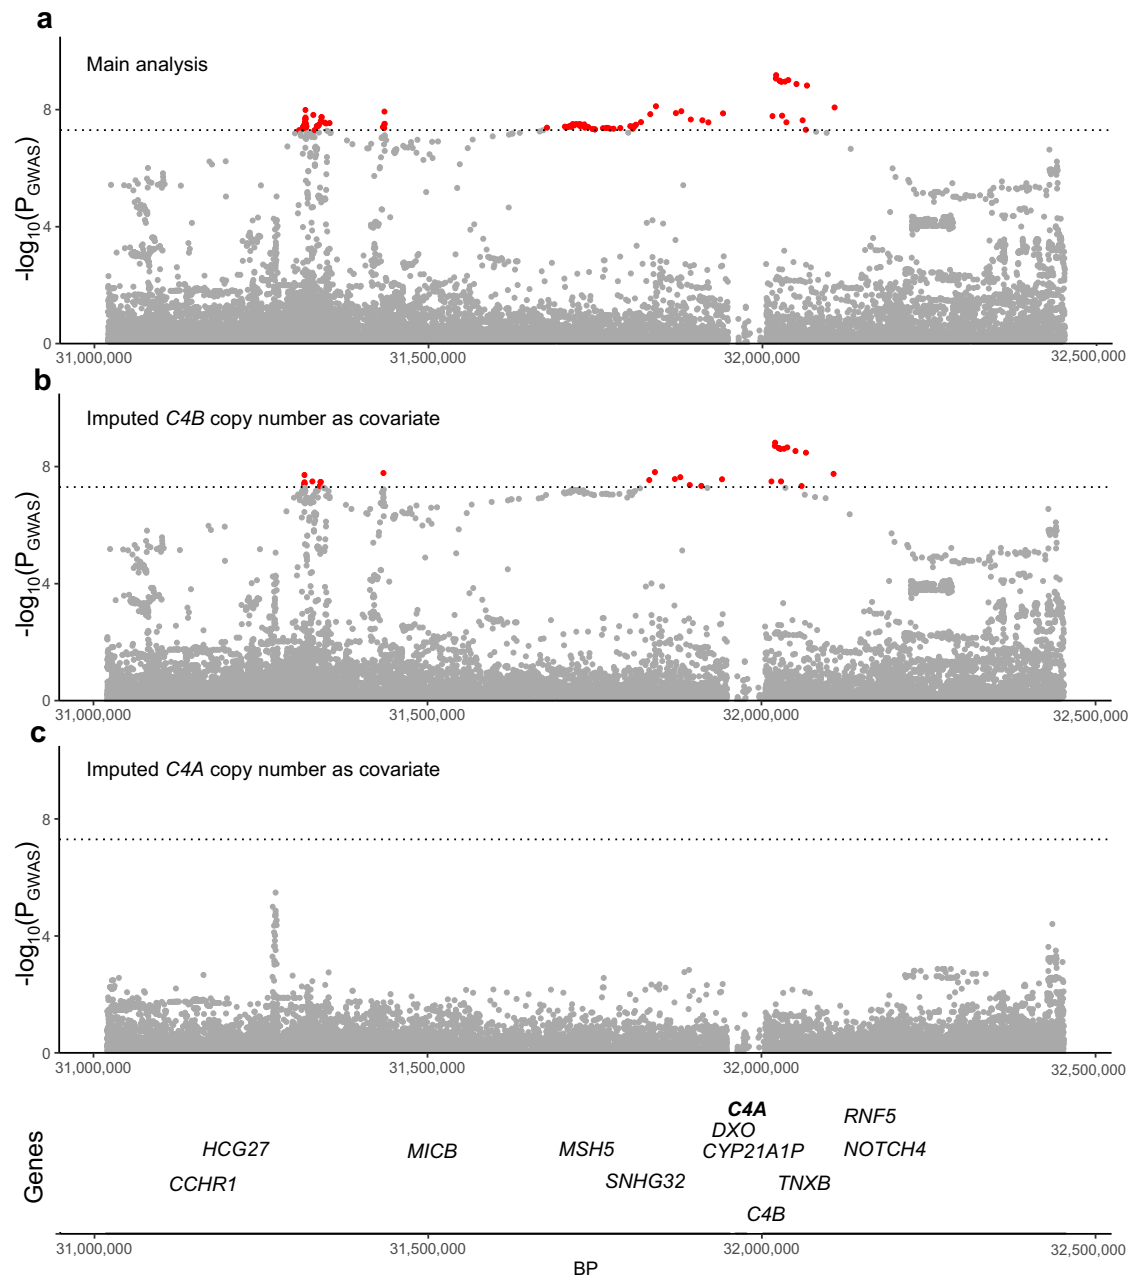 a
Main analysis
-log10(PGWAS)
8
4
0
31,000,000 31,500,000 32,000,000 32,500,000
b
Imputed C4B copy number as covariate
-log10(PGWAS)
8
4
0
31,000,000 31,500,000 32,000,000 32,500,000
c
Imputed C4A copy number as covariate
-log10(PGWAS)
8
4
0
31,000,000 31,500,000 32,000,000 32,500,000
Genes
C4A
RNF5
DXO
HCG27 MICB MSH5 CYP21A1P NOTCH4
CCHR1 SNHG32 TNXB
C4B
31,000,000 31,500,000 32,000,000 32,500,000
BP